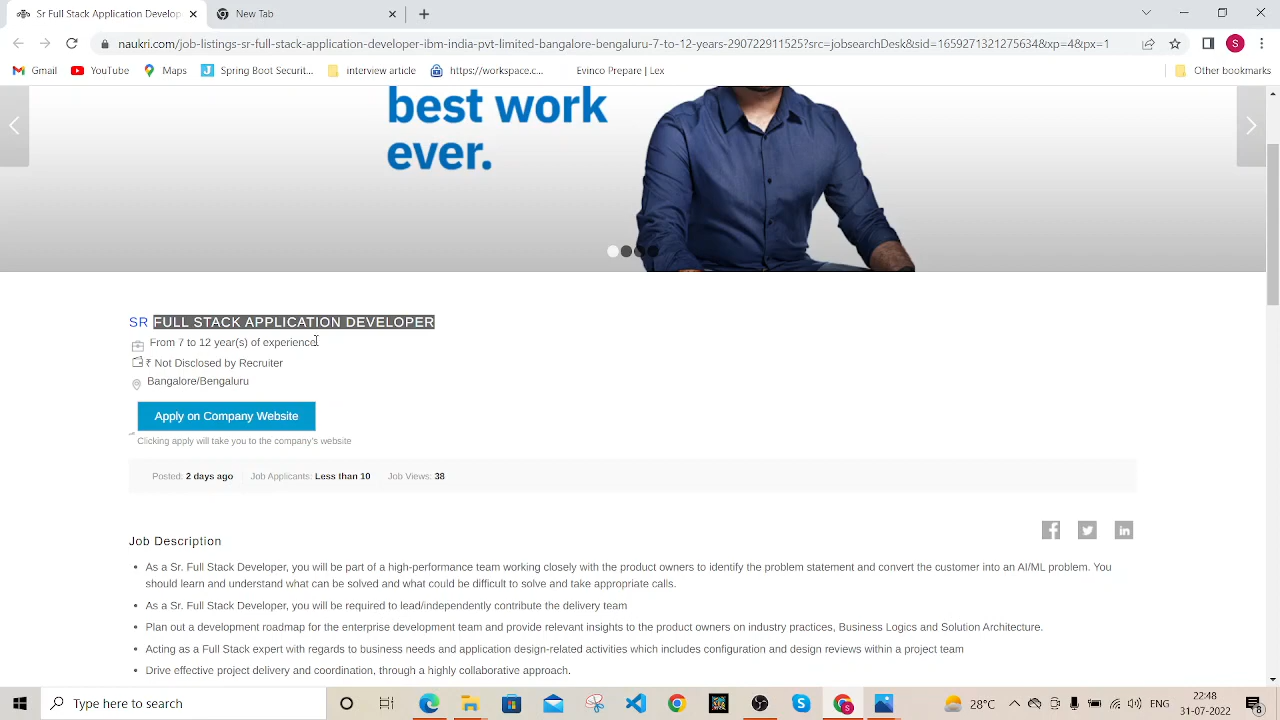 Sr Full Stack Application Develop
New Tab
naukri.com/job-listings-sr-full-stack-application-developer-ibm-india-pvt-limited-bangalore-bengaluru-7-to-12-years-290722911525?src=jobsearchDesk&sid=16592713212756348&xp=4&px=1
S
Gmail
YouTube
Maps
Spring Boot Securit...
interview article
https://workspace.c...
Evinco Prepare | Lex
Other bookmarks
best work
ever.
SR FULL STACK APPLICATION DEVELOPER
From 7 to 12 year(s) of experience
₹ Not Disclosed by Recruiter
Bangalore/Bengaluru
Apply on Company Website
Clicking apply will take you to the company's website
Posted: 2 days ago Job Applicants: Less than 10 Job Views: 38
Job Description
• As a Sr. Full Stack Developer, you will be part of a high-performance team working closely with the product owners to identify the problem statement and convert the customer into an AI/ML problem. You
should learn and understand what can be solved and what could be difficult to solve and take appropriate calls.
• As a Sr. Full Stack Developer, you will be required to lead/independently contribute the delivery team
• Plan out a development roadmap for the enterprise development team and provide relevant insights to the product owners on industry practices, Business Logics and Solution Architecture.
• Acting as a Full Stack expert with regards to business needs and application design-related activities which includes configuration and design reviews within a project team
• Drive effective project delivery and coordination, through a highly collaborative approach.
Type here to search
28°C
ENG
22:48
31-07-2022